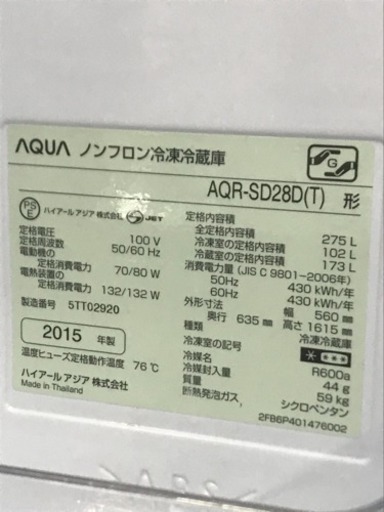 AQUA ノンフロン冷凍冷蔵庫
AQR-SD28D(T) 形
PS E ハイアール アジア 株式会社 JET
定格電圧 100 V
定格周波数 50/60 Hz
電動機の
定格消費電力 70/80 W
電熱装置の
定格消費電力 132/132 W
製造番号 5TT02920
2015 年製
温度ヒューズ定格動作温度 76℃
ハイアール アジア 株式会社
Made in Thailand
G
定格内容積
全定格内容積 275 L
冷凍室の定格内容積 102 L
冷蔵室の定格内容積 173 L
消費電力量 (JIS C 9801-2006年)
50Hz 430 kWh/年
60Hz 430 kWh/年
外形寸法 幅 560 mm
奥行 635 mm 高さ 1615 mm
種類 冷凍冷蔵庫
冷凍室の記号
冷媒名 R600a
冷媒封入量 44 g
質量 59 kg
断熱発泡ガス シクロペンタン
2FB6P401476002